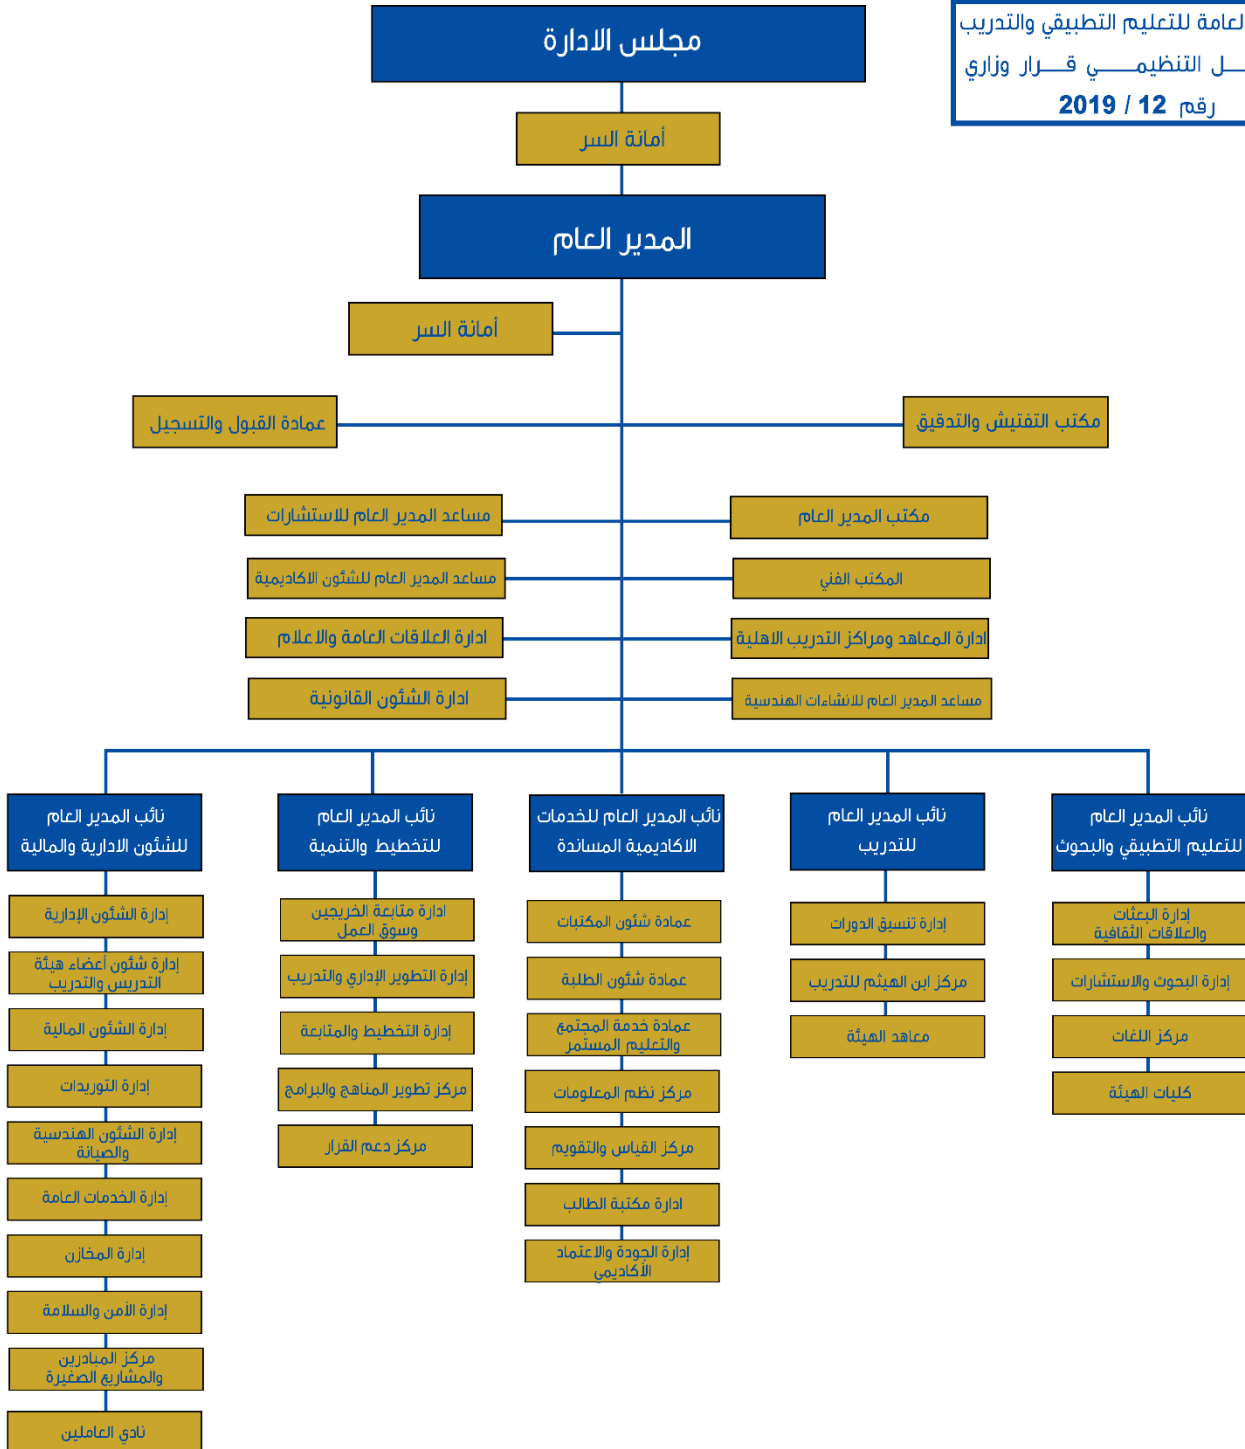 مجلس الادارة
لعامة للتعليم التطبيقي والتدريب
ـــل التنظيمـــــي قـــرار وزاري
رقم 12 / 2019
أمانة السر
المدير العام
أمانة السر
مكتب التفتيش والتدقيق
عمادة القبول والتسجيل
مكتب المدير العام
مساعد المدير العام للاستشارات
المكتب الفني
مساعد المدير العام للشئون الاكاديمية
ادارة المعاهد ومراكز التدريب الاهلية
ادارة العلاقات العامة والاعلام
مساعد المدير العام للانشاءات الهندسية
ادارة الشئون القانونية
نائب المدير العام
للتعليم التطبيقي والبحوث
إدارة البعثات
والعلاقات الثقافية
إدارة البحوث والاستشارات
مركز اللغات
كليات الهيئة
نائب المدير العام
للتدريب
إدارة تنسيق الدورات
مركز ابن الهيثم للتدريب
معاهد الهيئة
نائب المدير العام للخدمات
الاكاديمية المساندة
عمادة شئون المكتبات
عمادة شئون الطلبة
عمادة خدمة المجتمع
والتعليم المستمر
مركز نظم المعلومات
مركز القياس والتقويم
ادارة مكتبة الطالب
إدارة الجودة والاعتماد
الأكاديمي
نائب المدير العام
للتخطيط والتنمية
ادارة متابعة الخريجين
وسوق العمل
إدارة التطوير الإداري والتدريب
إدارة التخطيط والمتابعة
مركز تطوير المناهج والبرامج
مركز دعم القرار
نائب المدير العام
للشئون الادارية والمالية
إدارة الشئون الإدارية
إدارة شئون أعضاء هيئة
التدريس والتدريب
إدارة الشئون المالية
إدارة التوريدات
إدارة الشئون الهندسية
والصيانة
إدارة الخدمات العامة
إدارة المخازن
إدارة الأمن والسلامة
مركز المبادرين
والمشاريع الصغيرة
نادي العاملين